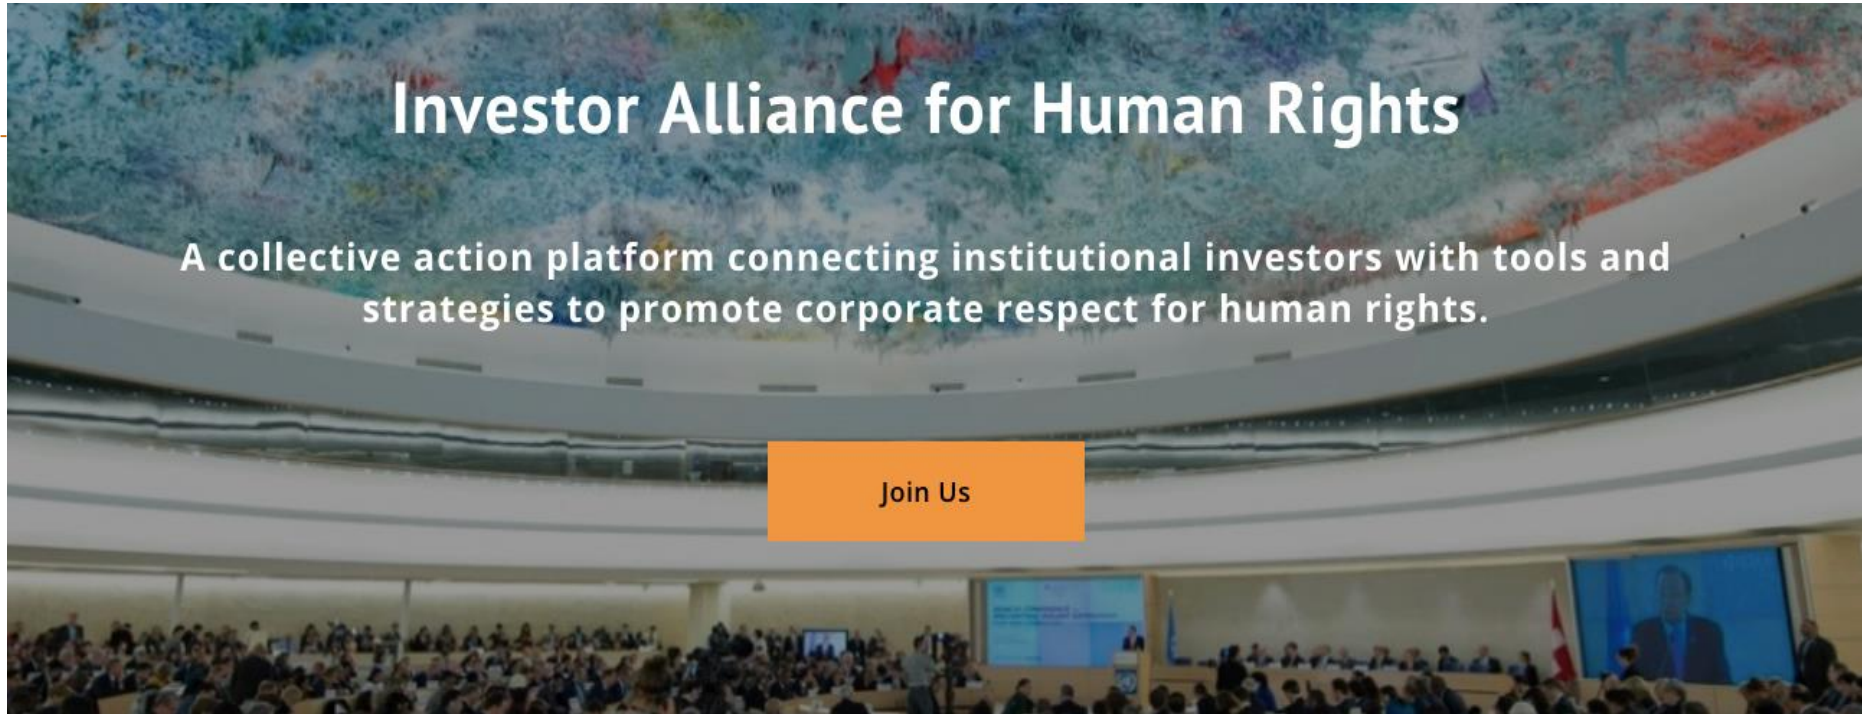 Investor Alliance for Human Rights
A collective action platform connecting institutional investors with tools and
strategies to promote corporate respect for human rights.
Join Us